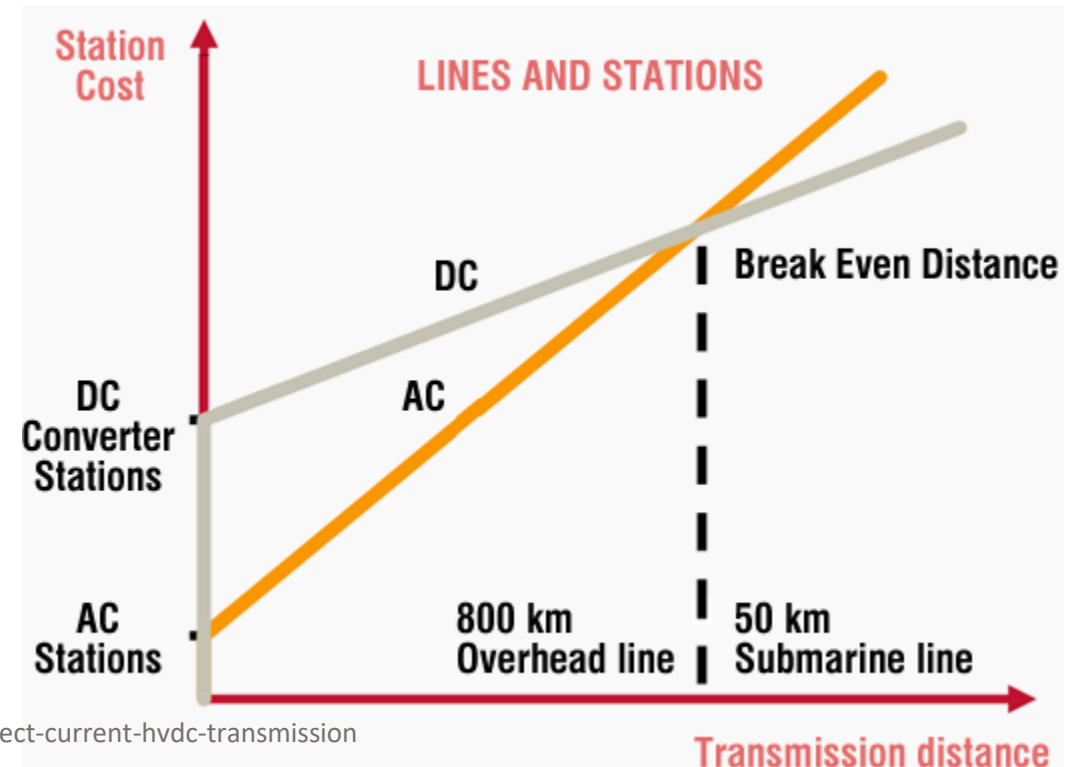 Station
Cost
LINES AND STATIONS
DC
Break Even Distance
AC
DC
Converter
Stations
AC
Stations
800 km
Overhead line
50 km
Submarine line
ect-current-hvdc-transmission
Transmission distance